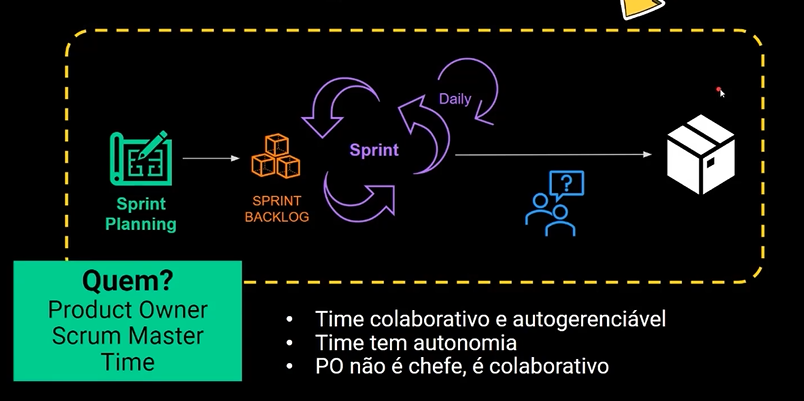 Daily
Sprint
Sprint
Planning
SPRINT
BACKLOG
?
Quem?
Product Owner
Scrum Master
Time
• Time colaborativo e autogerenciável
• Time tem autonomia
• PO não é chefe, é colaborativo